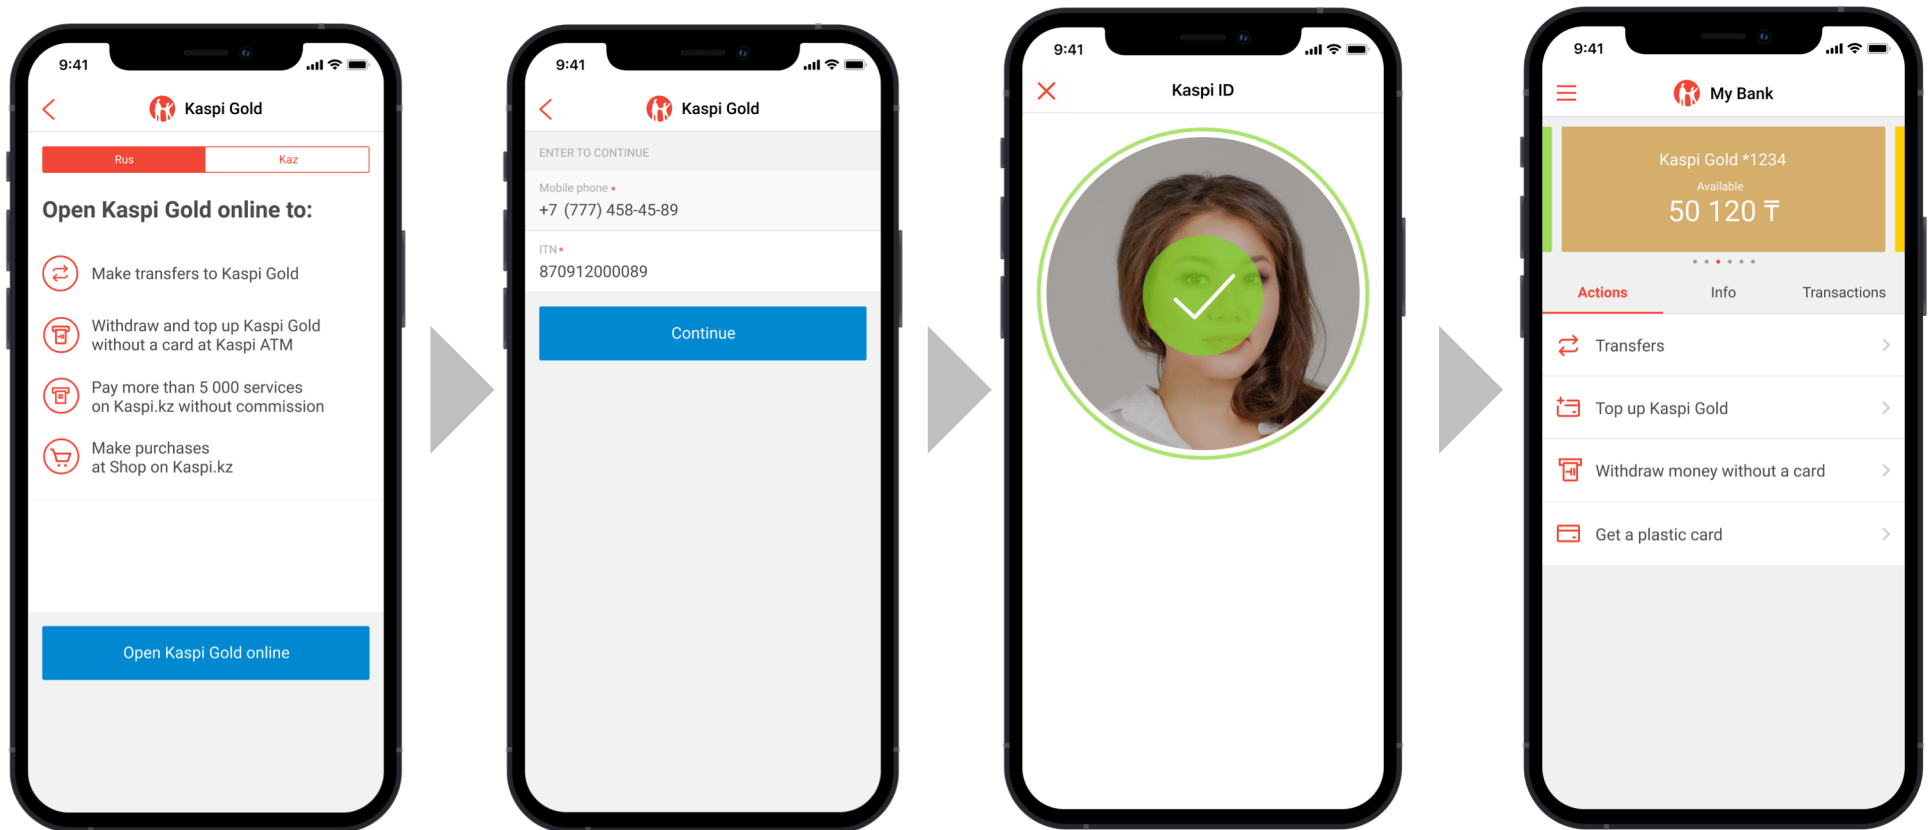 9:41
Kaspi Gold
Rus
Kaz
Open Kaspi Gold online to:
Make transfers to Kaspi Gold
Withdraw and top up Kaspi Gold
without a card at Kaspi ATM
Pay more than 5 000 services
on Kaspi.kz without commission
Make purchases
at Shop on Kaspi.kz
Open Kaspi Gold online
9:41
Kaspi Gold
ENTER TO CONTINUE
Mobile phone •
+7 (777) 458-45-89
ITN •
870912000089
Continue
9:41
Kaspi ID
9:41
My Bank
Kaspi Gold *1234
Available
50 120 ₸
Actions
Info
Transactions
Transfers
Top up Kaspi Gold
Withdraw money without a card
Get a plastic card